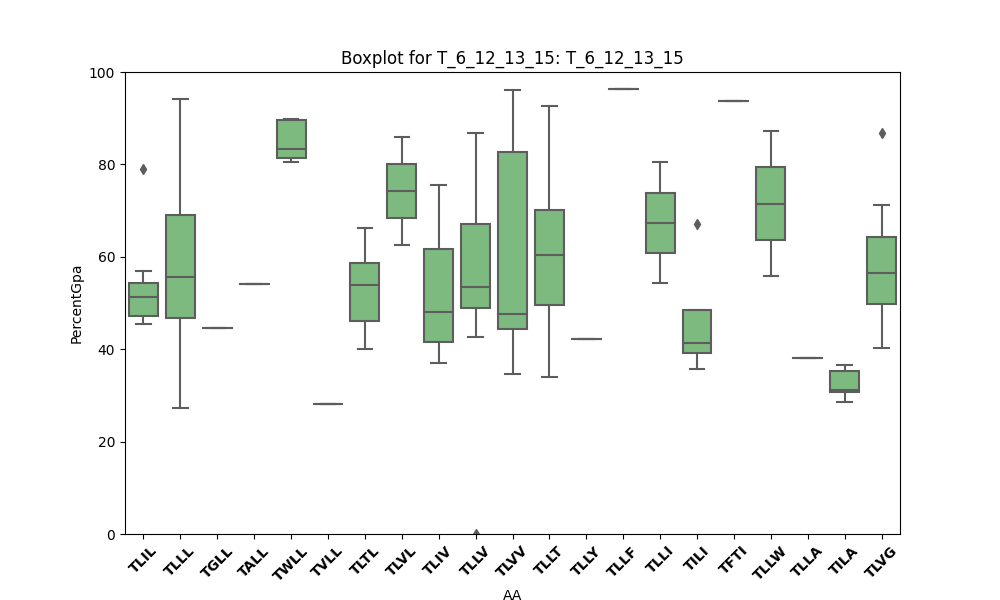 Boxplot for T_6_12_13_15: T_6_12_13_15
100
80
60
40
20
0
PercentGpa
TLIL TLLL TGLL TALL TWLL TVLL TLTL TLVL TLIV TLLV TLVV TLLT TLLY TLLF TLLI TILI TFTI TLLW TLLA TILA TLVG
AA